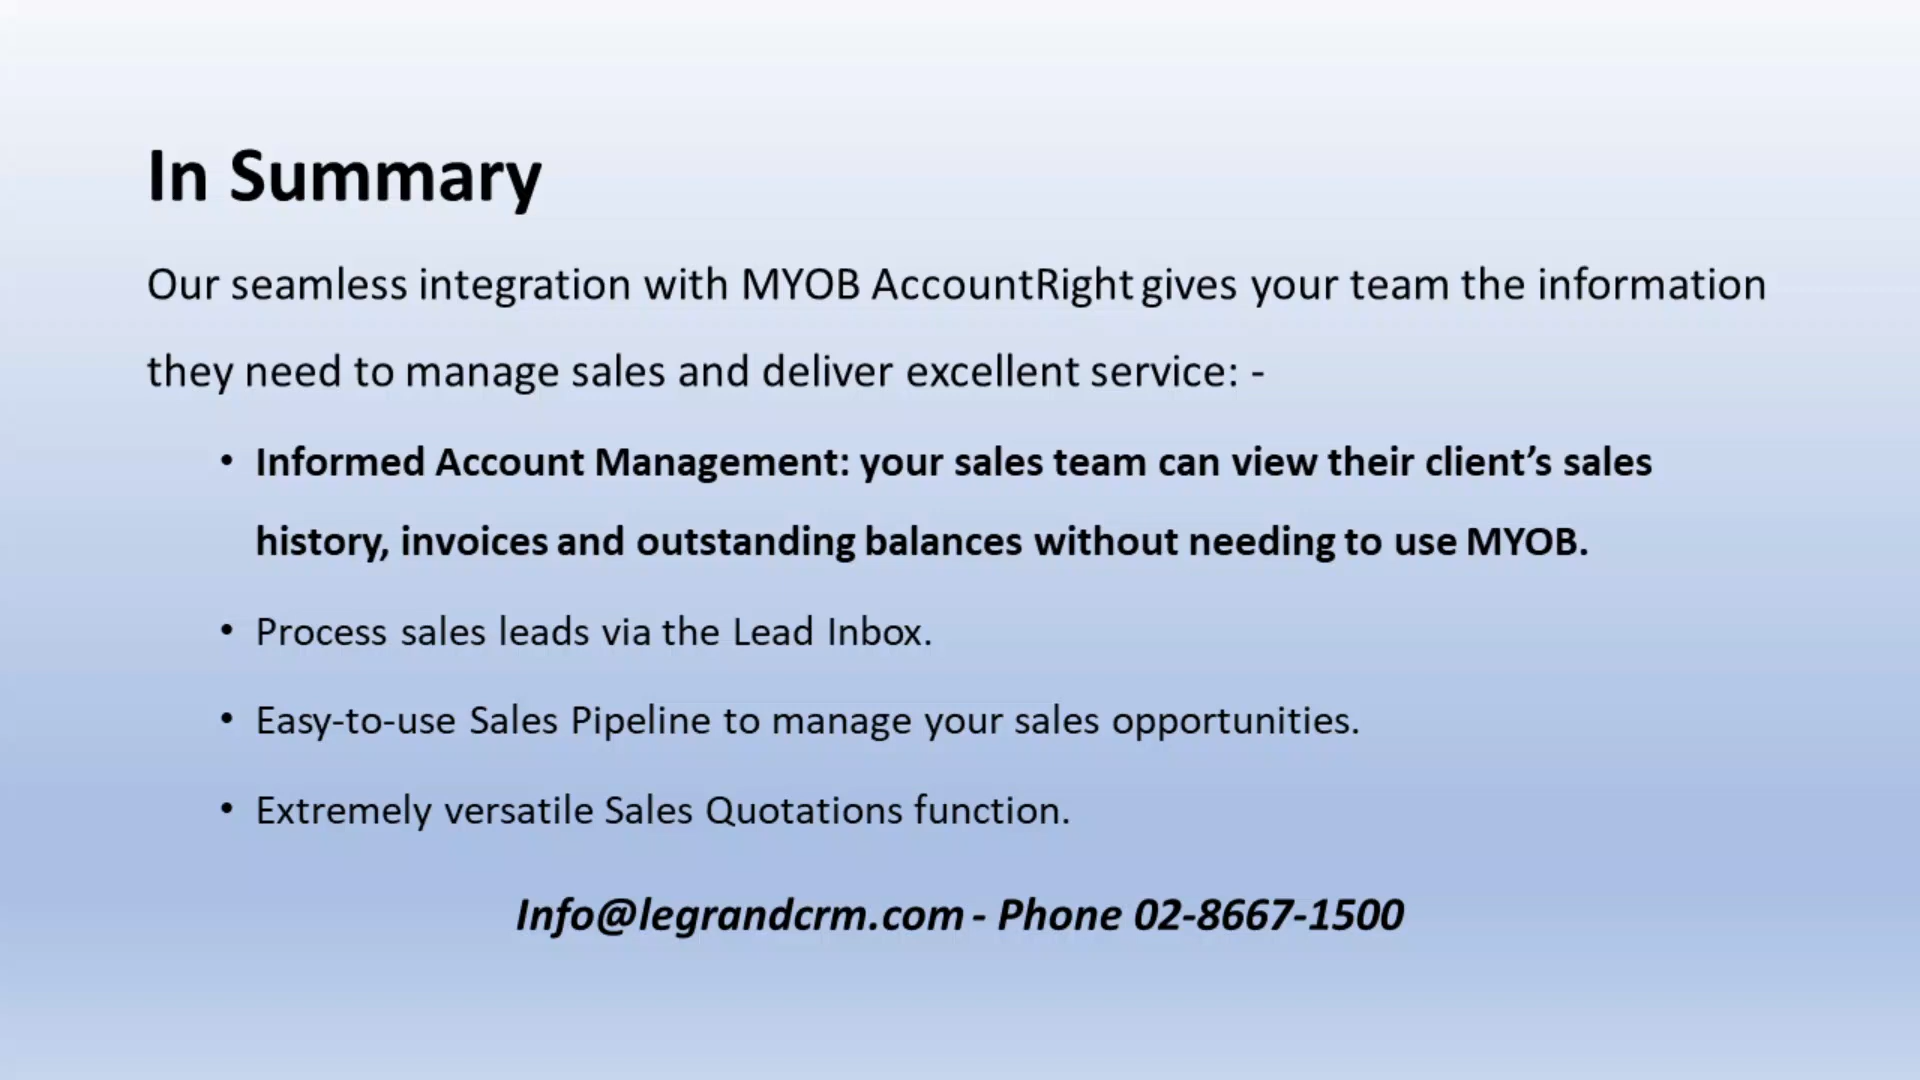 In Summary
Our seamless integration with MYOB AccountRight gives your team the information
they need to manage sales and deliver excellent service: -
• Informed Account Management: your sales team can view their client’s sales
history, invoices and outstanding balances without needing to use MYOB.
• Process sales leads via the Lead Inbox.
• Easy-to-use Sales Pipeline to manage your sales opportunities.
• Extremely versatile Sales Quotations function.
Info@legrandcrm.com - Phone 02-8667-1500